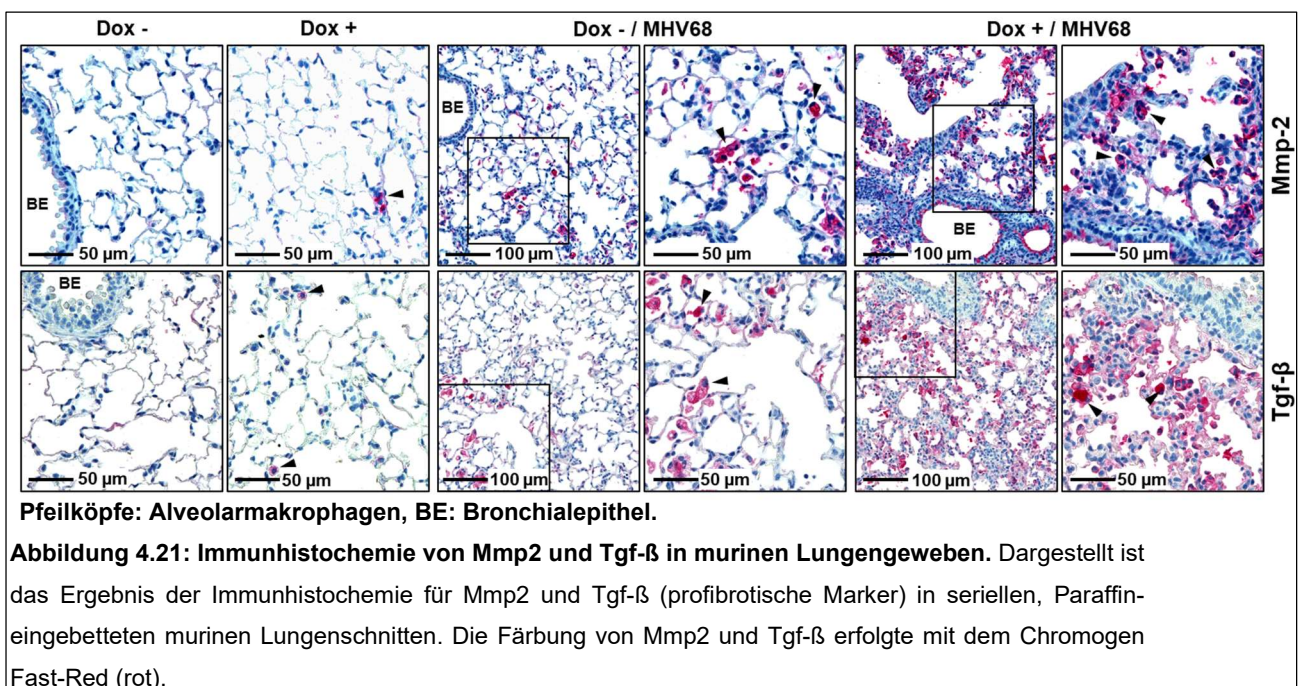 Dox -
Dox +
Dox - / MHV68
Dox + / MHV68
BE
50 µm
50 µm
BE
100 µm
50 µm
BE
100 µm
50 µm
Mmp-2
BE
50 µm
50 µm
100 µm
50 µm
100 µm
50 µm
Tgf-β
Pfeilköpfe: Alveolarmakrophagen, BE: Bronchialepithel.
Abbildung 4.21: Immunhistochemie von Mmp2 und Tgf-ß in murinen Lungengeweben. Dargestellt ist
das Ergebnis der Immunhistochemie für Mmp2 und Tgf-ß (profibrotische Marker) in seriellen, Paraffin-
eingebetteten murinen Lungenschnitten. Die Färbung von Mmp2 und Tgf-ß erfolgte mit dem Chromogen
Fast-Red (rot).